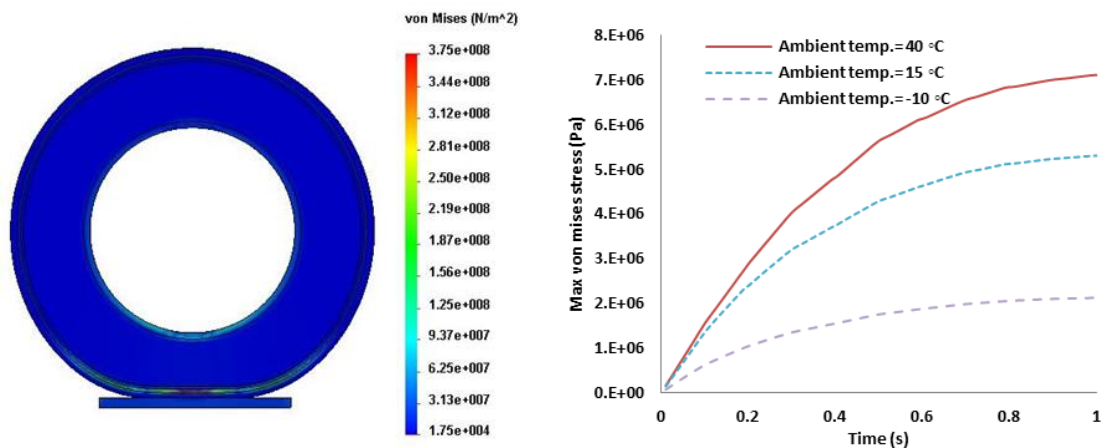 von Mises (N/m^2)
3.75e+008
3.44e+008
3.12e+008
2.81e+008
2.50e+008
2.19e+008
1.87e+008
1.56e+008
1.25e+008
9.37e+007
6.25e+007
3.13e+007
1.75e+004
Max von mises stress (Pa)
8.E+06
7.E+06
6.E+06
5.E+06
4.E+06
3.E+06
2.E+06
1.E+06
0.E+00
Ambient temp.= 40 ◦C
Ambient temp.= 15 ◦C
Ambient temp.= -10 ◦C
0
0.2
0.4
0.6
0.8
1
Time (s)